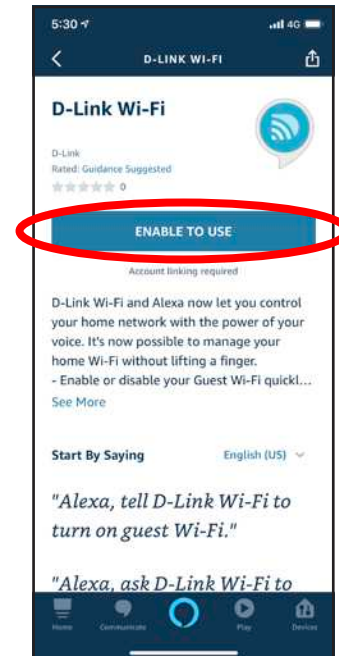 5:30
4G
D-LINK WI-FI
D-Link Wi-Fi
D-Link
Rated: Guidance Suggested
0
ENABLE TO USE
Account linking required
D-Link Wi-Fi and Alexa now let you control
your home network with the power of your
voice. It's now possible to manage your
home Wi-Fi without lifting a finger.
- Enable or disable your Guest Wi-Fi quickl...
See More
Start By Saying English (US)
"Alexa, tell D-Link Wi-Fi to
turn on guest Wi-Fi."
"Alexa, ask D-Link Wi-Fi to
Home Communicate Play Devices